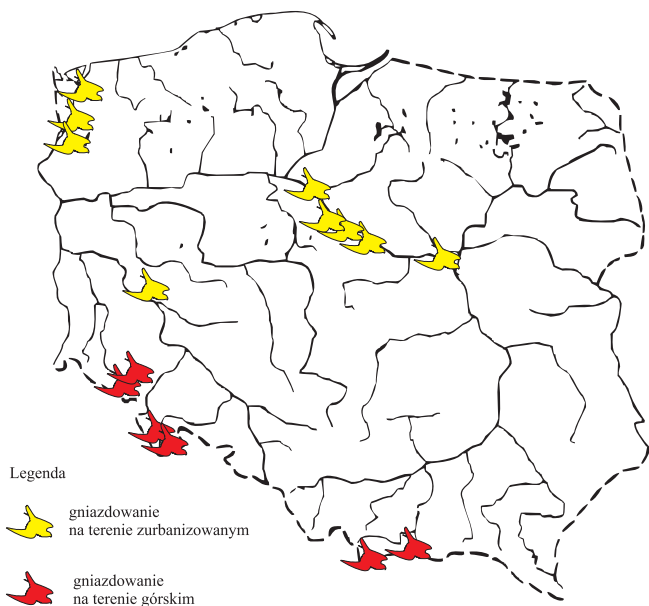 Legenda
gniazdowanie
na terenie zurbanizowanym
gniazdowanie
na terenie górskim